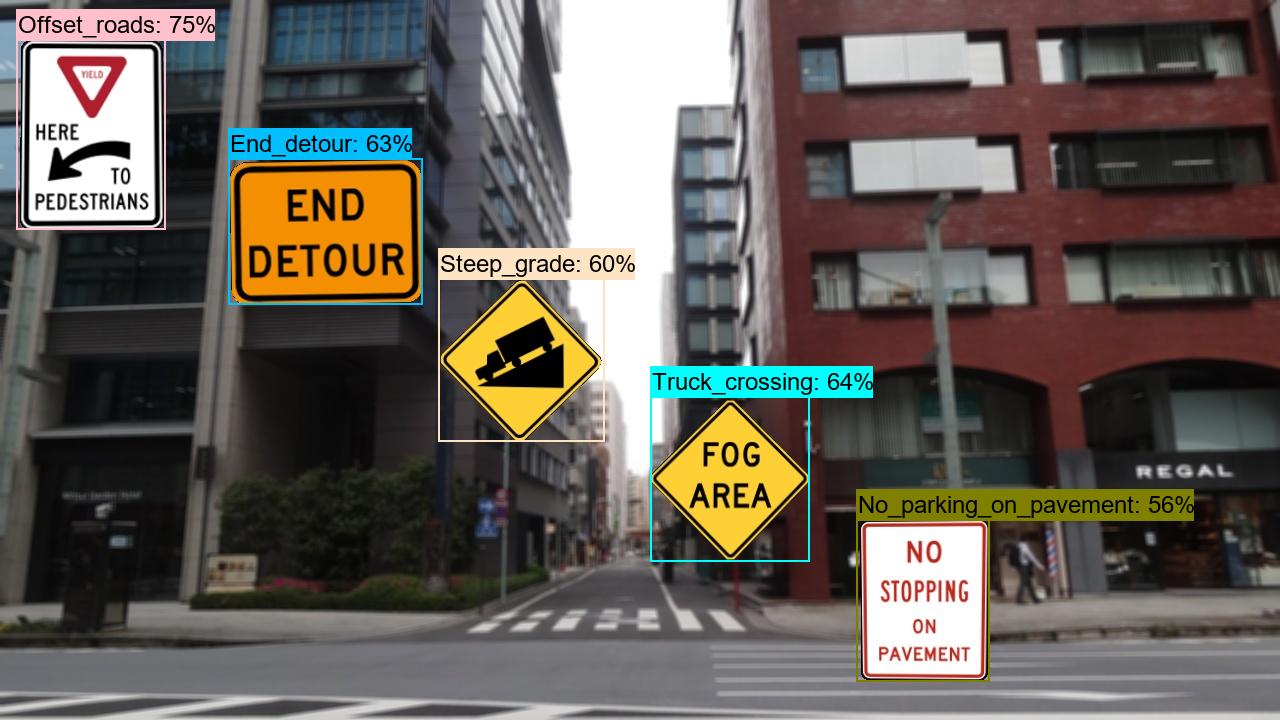 Offset_roads: 75%
YIELD
HERE
TO
PEDESTRIANS
End_detour: 63%
END
DETOUR
Steep_grade: 60%
Truck_crossing: 64%
FOG
AREA
REGAL
No_parking_on_pavement: 56%
NO
STOPPING
ON
PAVEMENT